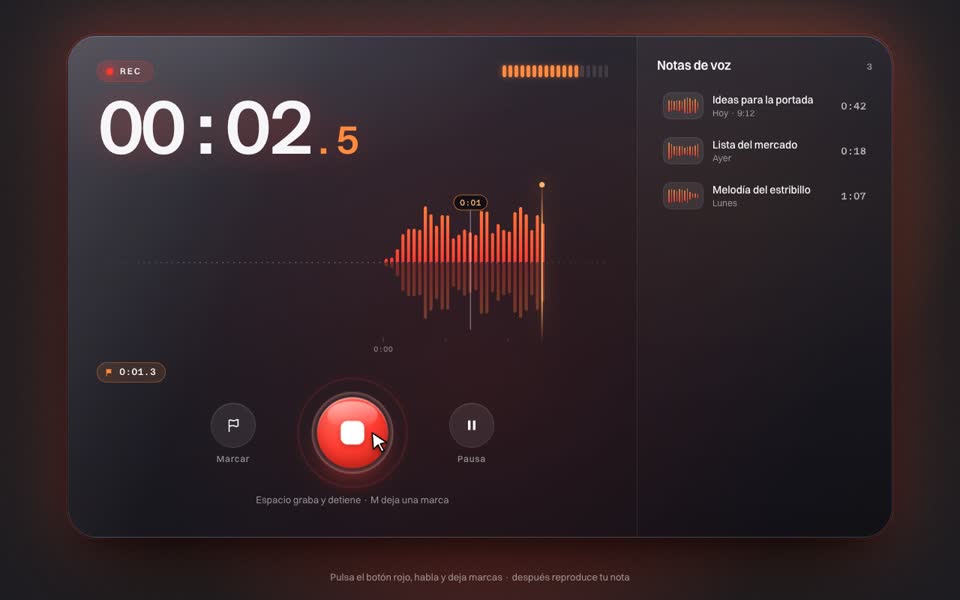 REC
00:02.5
0:01
0:00
0:01.3
Marcar
Pausa
Espacio graba y detiene · M deja una marca
Notas de voz
3
Ideas para la portada
Hoy · 9:12
0:42
Lista del mercado
Ayer
0:18
Melodía del estribillo
Lunes
1:07
Pulsa el botón rojo, habla y deja marcas · después reproduce tu nota